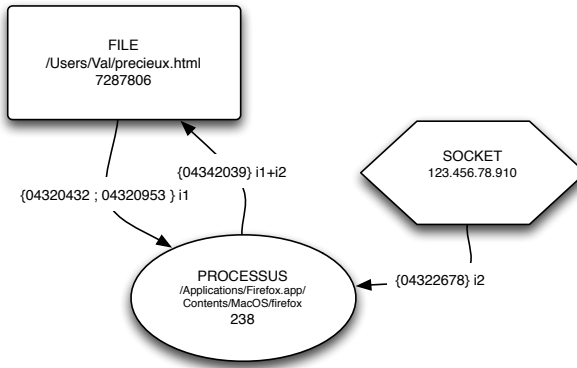 FILE
/Users/Val/precieux.html
7287806
{04342039} i1+i2
{04320432 ; 04320953 } i1
SOCKET
123.456.78.910
{04322678} i2
PROCESSUS
/Applications/Firefox.app/
Contents/MacOS/firefox
238